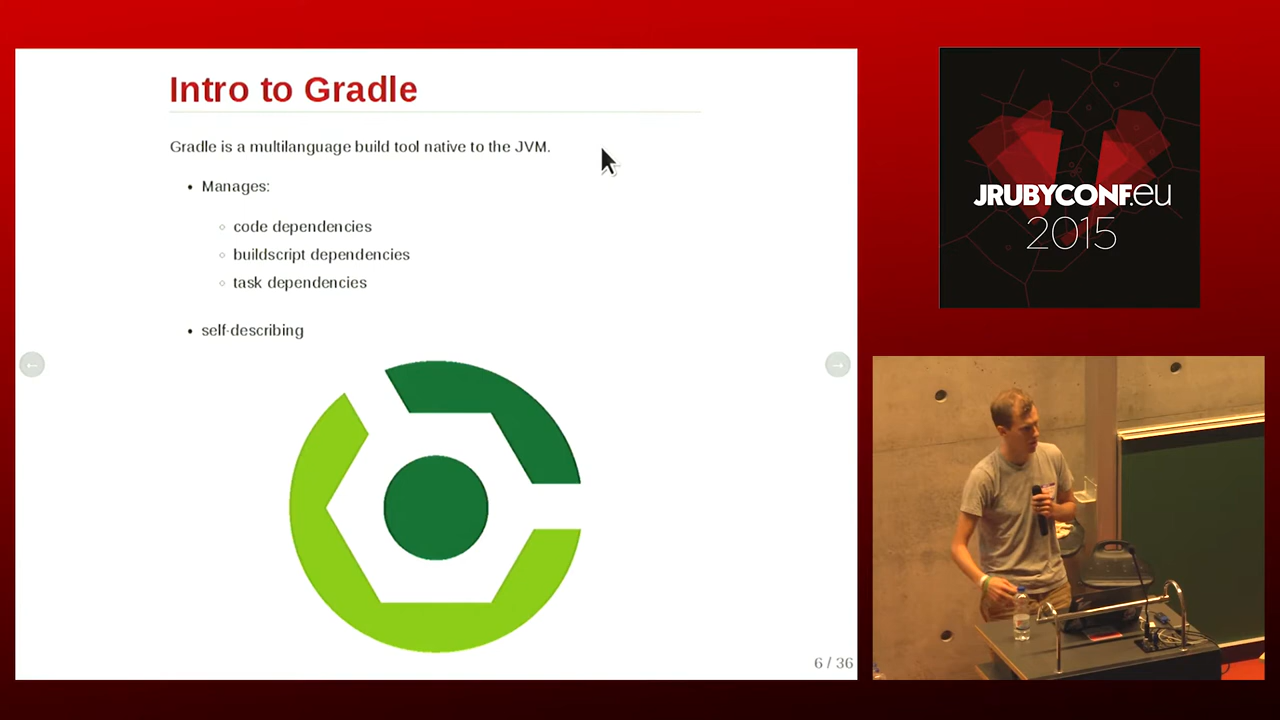 Intro to Gradle
Gradle is a multilanguage build tool native to the JVM.
• Manages:
◦ code dependencies
◦ buildscript dependencies
◦ task dependencies
• self-describing
6 / 36
JRUBYCONF.eu
2015